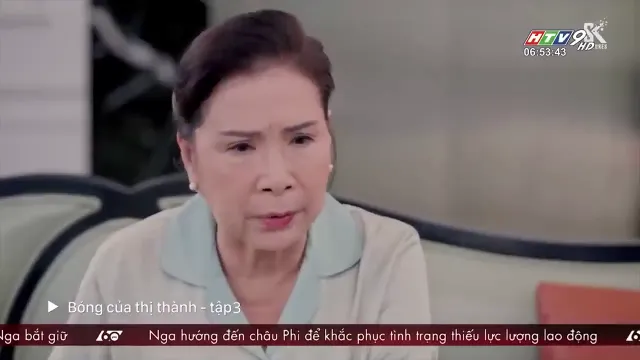 HTV9 HD
06:53:43
▶ Bóng của thị thành - tập3
Nga bắt giữ 60 Nga hướng đến châu Phi để khắc phục tình trạng thiếu lực lượng lao động